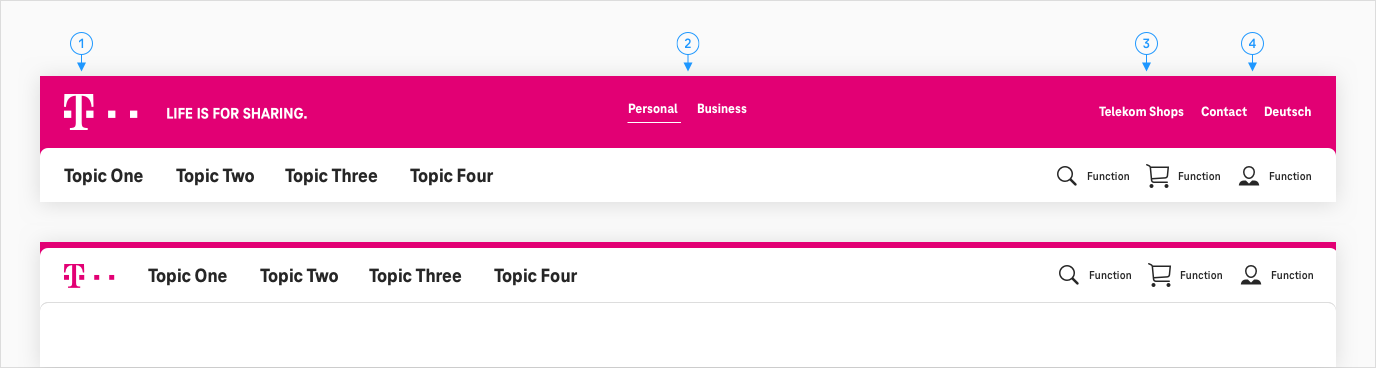 1 2 3 4
T LIFE IS FOR SHARING. Personal Business Telekom Shops Contact Deutsch
Topic One Topic Two Topic Three Topic Four Function Function Function
T Topic One Topic Two Topic Three Topic Four Function Function Function